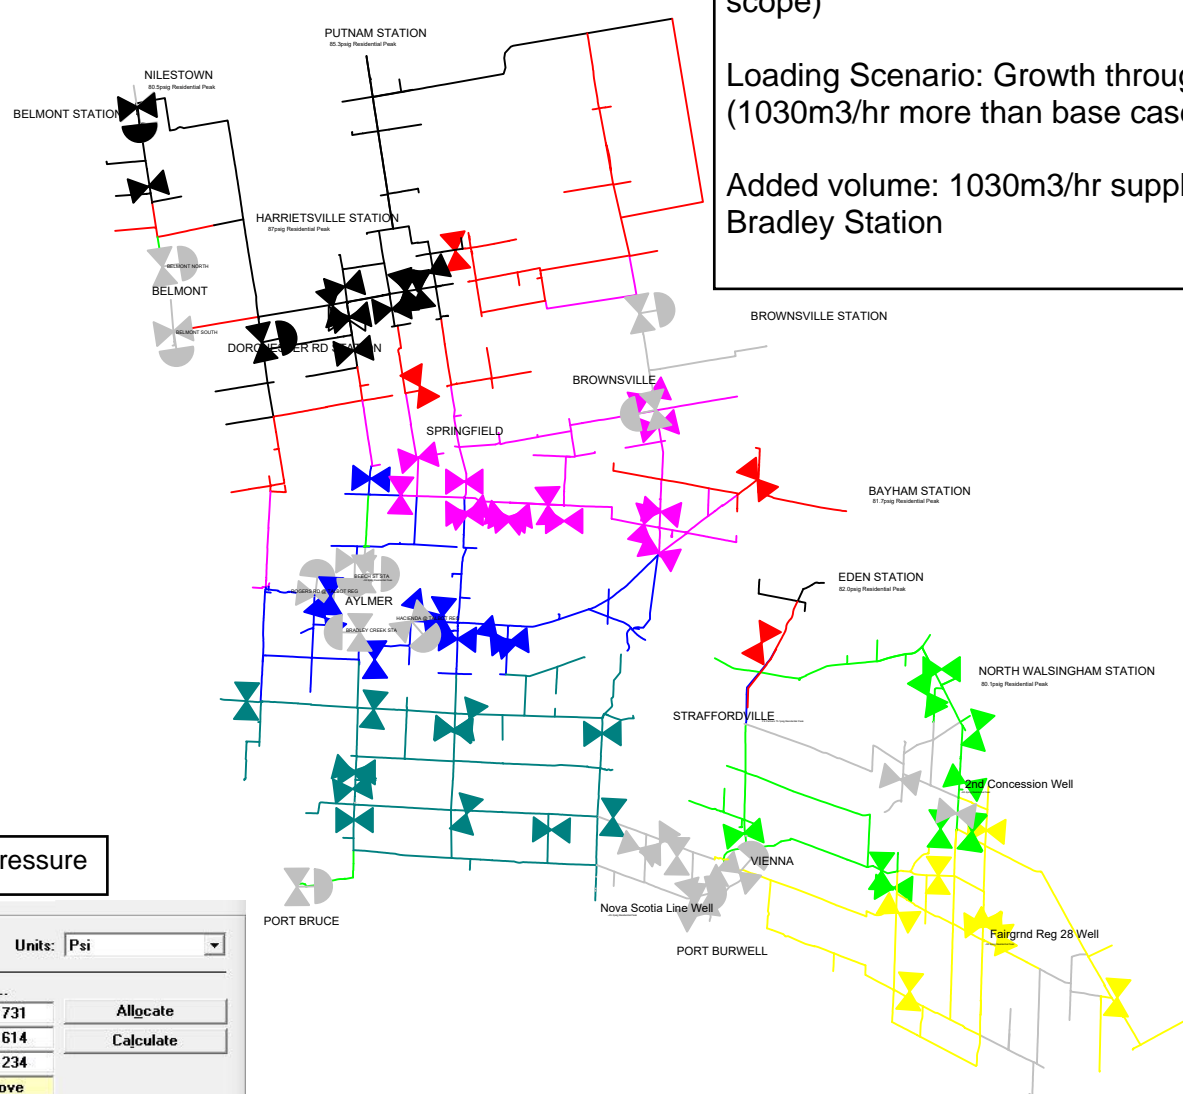 scope)
Loading Scenario: Growth throug
(1030m3/hr more than base case
Added volume: 1030m3/hr suppl
Bradley Station
PUTNAM STATION
85.3psig Residential Peak
NILESTOWN
80.5psig Residential Peak
BELMONT STATION
HARRIETSVILLE STATION
87psig Residential Peak
BELMONT NORTH
BELMONT
BELMONT SOUTH
BROWNSVILLE STATION
BROWNSVILLE
SPRINGFIELD
BAYHAM STATION
81.7psig Residential Peak
EDEN STATION
82.0psig Residential Peak
BEECH ST STA
AYLMER
BRADLEY CREEK STA
NORTH WALSINGHAM STATION
80.1psig Residential Peak
STRAFFORDVILLE
2nd Concession Well
VIENNA
Nova Scotia Line Well
Fairgrnd Reg 28 Well
PORT BRUCE
PORT BURWELL
ressure
Units: Psi
731
Allocate
614
Calculate
234
ove